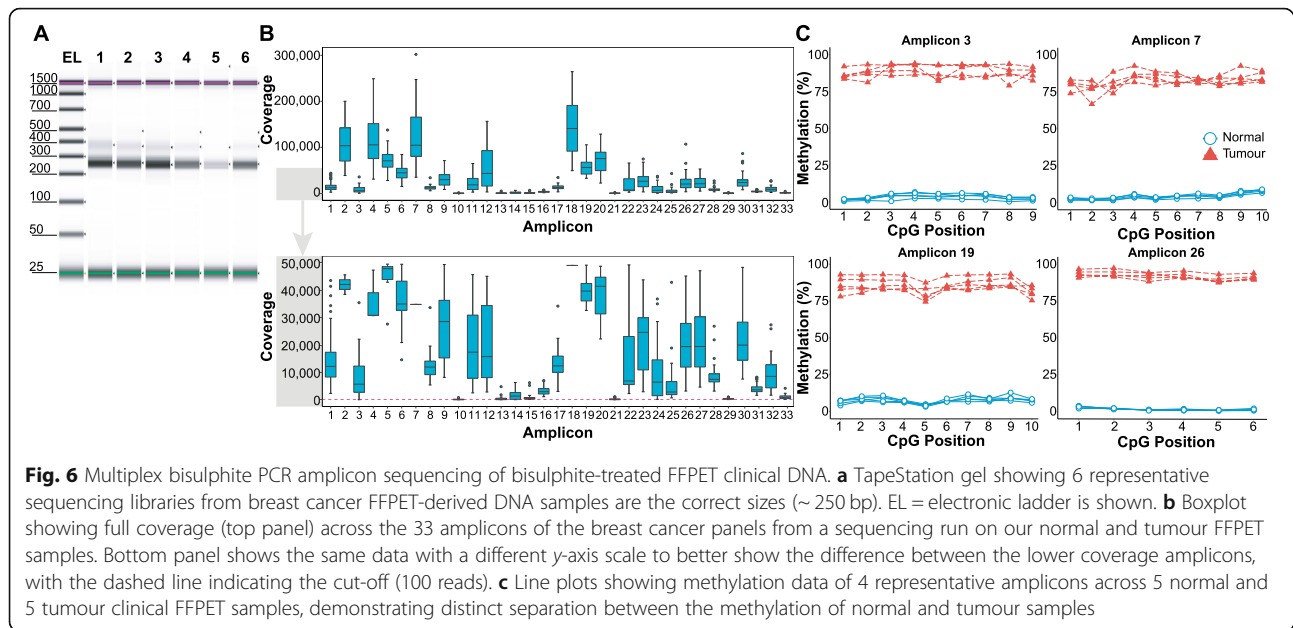 A
EL 1 2 3 4 5 6
1500
1000
700
500
400
300
200
100
50
25
B
300,000
200,000
100,000
0
Coverage
1 2 3 4 5 6 7 8 9 10 11 12 13 14 15 16 17 18 19 20 21 22 23 24 25 26 27 28 29 30 31 32 33
Amplicon
50,000
40,000
30,000
20,000
10,000
0
Coverage
1 2 3 4 5 6 7 8 9 10 11 12 13 14 15 16 17 18 19 20 21 22 23 24 25 26 27 28 29 30 31 32 33
Amplicon
C
Amplicon 3
100
75
50
25
0
Methylation (%)
1 2 3 4 5 6 7 8 9
CpG Position
Amplicon 7
100
75
50
25
0
Normal
Tumour
1 2 3 4 5 6 7 8 9 10
CpG Position
Amplicon 19
100
75
50
25
0
Methylation (%)
1 2 3 4 5 6 7 8 9 10
CpG Position
Amplicon 26
100
75
50
25
0
1 2 3 4 5 6
CpG Position
Fig. 6 Multiplex bisulphite PCR amplicon sequencing of bisulphite-treated FFPET clinical DNA. a TapeStation gel showing 6 representative
sequencing libraries from breast cancer FFPET-derived DNA samples are the correct sizes (~ 250 bp). EL = electronic ladder is shown. b Boxplot
showing full coverage (top panel) across the 33 amplicons of the breast cancer panels from a sequencing run on our normal and tumour FFPET
samples. Bottom panel shows the same data with a different y-axis scale to better show the difference between the lower coverage amplicons,
with the dashed line indicating the cut-off (100 reads). c Line plots showing methylation data of 4 representative amplicons across 5 normal and
5 tumour clinical FFPET samples, demonstrating distinct separation between the methylation of normal and tumour samples